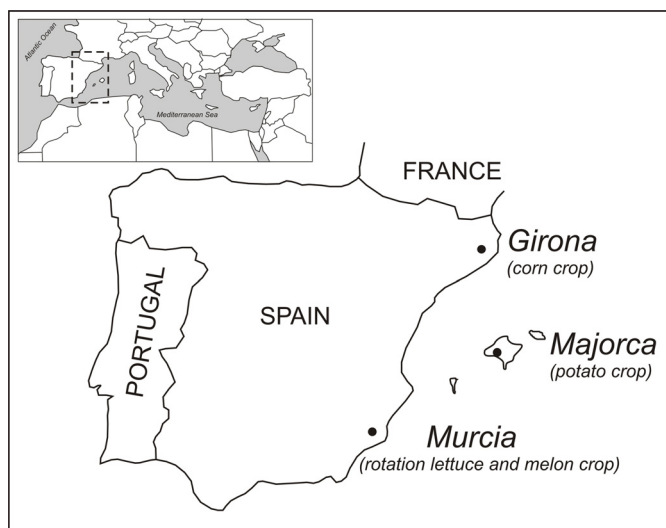 Atlantic Ocean
Mediterranean Sea
FRANCE
Girona
(corn crop)
PORTUGAL
SPAIN
Majorca
(potato crop)
Murcia
(rotation lettuce and melon crop)